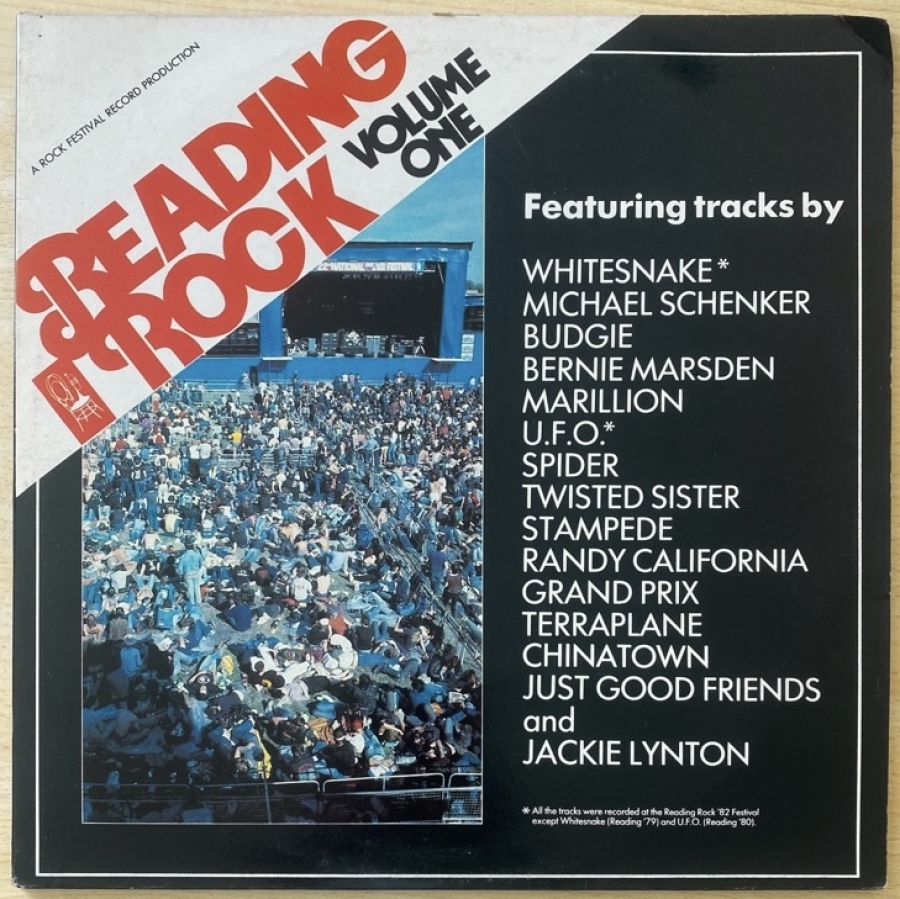 A ROCK FESTIVAL RECORD PRODUCTION
READING
ROCK
VOLUME
ONE
Featuring tracks by
WHITESNAKE*
MICHAEL SCHENKER
BUDGIE
BERNIE MARSDEN
MARILLION
U.F.O.*
SPIDER
TWISTED SISTER
STAMPEDE
RANDY CALIFORNIA
GRAND PRIX
TERRAPLANE
CHINATOWN
JUST GOOD FRIENDS
and
JACKIE LYNTON
* All the tracks were recorded at the Reading Rock '82 Festival
except Whitesnake (Reading '79) and U.F.O. (Reading '80).
NATIONAL FESTIVAL